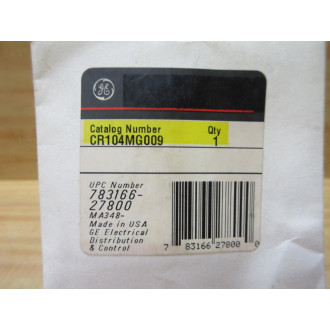 GE
Catalog Number
Qty
CR104MG009
1
UPC Number
783166-
27800
MA348-
Made in USA
GE Electrical
Distribution
& Control
7 83166 27800 0